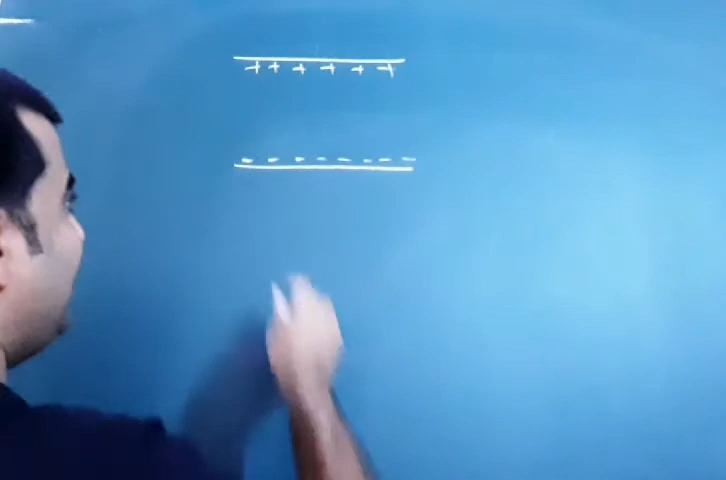 + + + + + +
- - - - - - - -